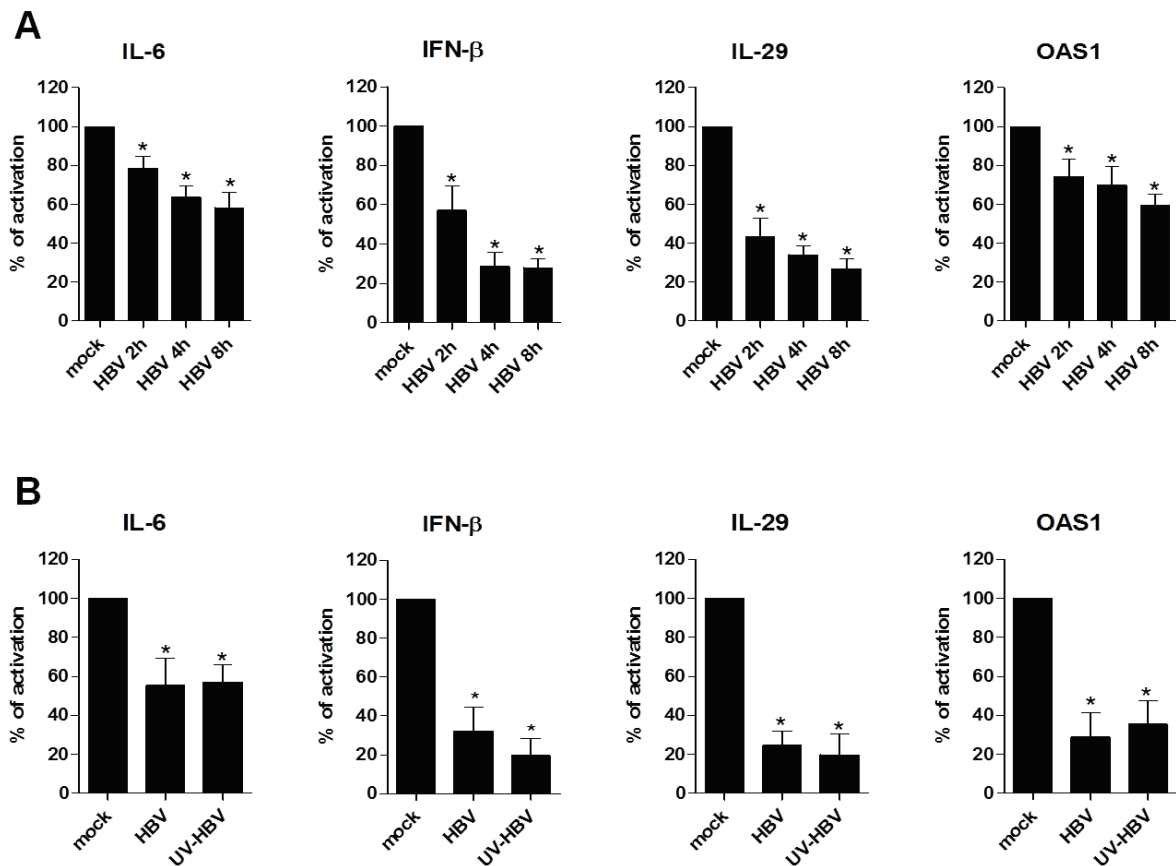 A
IL-6
% of activation
120
100
80
60
40
20
0
mock
HBV 2h
HBV 4h
HBV 8h
*
*
*
IFN-β
% of activation
120
100
80
60
40
20
0
mock
HBV 2h
HBV 4h
HBV 8h
*
*
*
IL-29
% of activation
120
100
80
60
40
20
0
mock
HBV 2h
HBV 4h
HBV 8h
*
*
*
OAS1
% of activation
120
100
80
60
40
20
0
mock
HBV 2h
HBV 4h
HBV 8h
*
*
*
B
IL-6
% of activation
120
100
80
60
40
20
0
mock
HBV
UV-HBV
*
*
IFN-β
% of activation
120
100
80
60
40
20
0
mock
HBV
UV-HBV
*
*
IL-29
% of activation
120
100
80
60
40
20
0
mock
HBV
UV-HBV
*
*
OAS1
% of activation
120
100
80
60
40
20
0
mock
HBV
UV-HBV
*
*